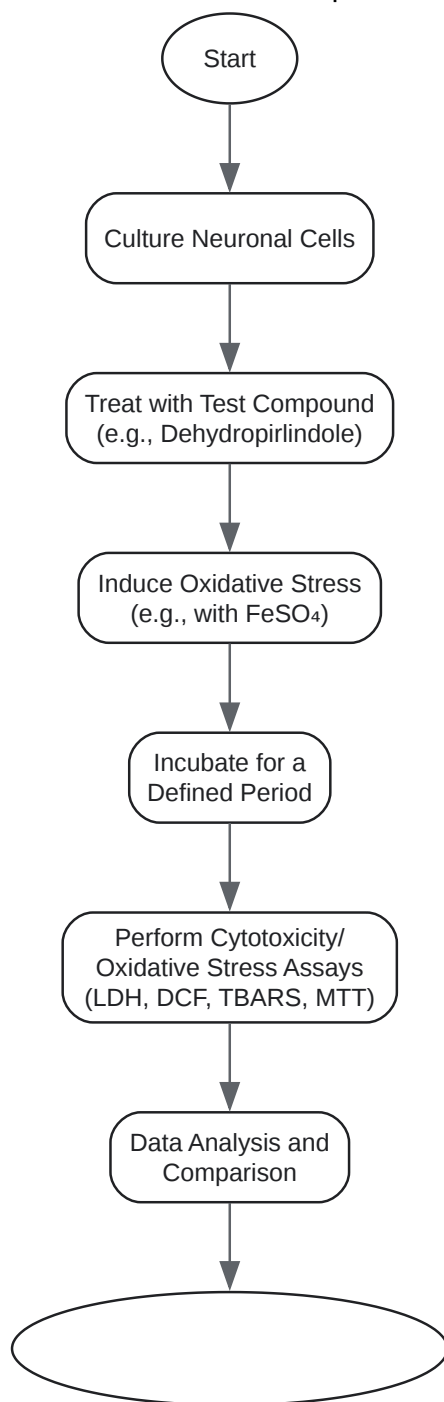 Start
Culture Neuronal Cells
Treat with Test Compound
(e.g., Dehydropirlindole)
Induce Oxidative Stress
(e.g., with FeSO₄)
Incubate for a
Defined Period
Perform Cytotoxicity/
Oxidative Stress Assays
(LDH, DCF, TBARS, MTT)
Data Analysis and
Comparison